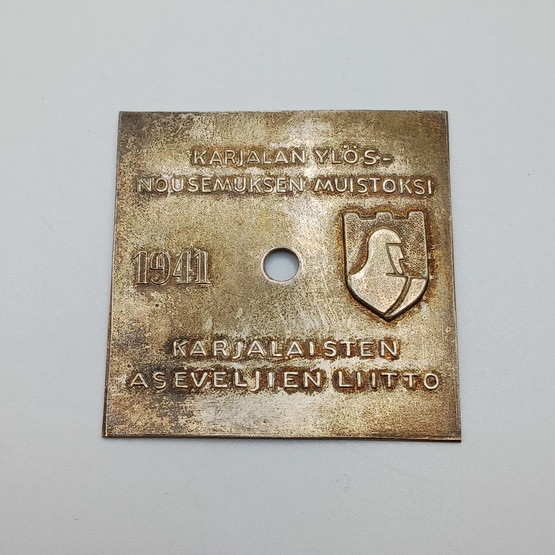 KARJALAN YLÖS-
NOUSEMUKSEN MUISTOKSI
1941
KARJALAISTEN
ASEVELJIEN LIITTO